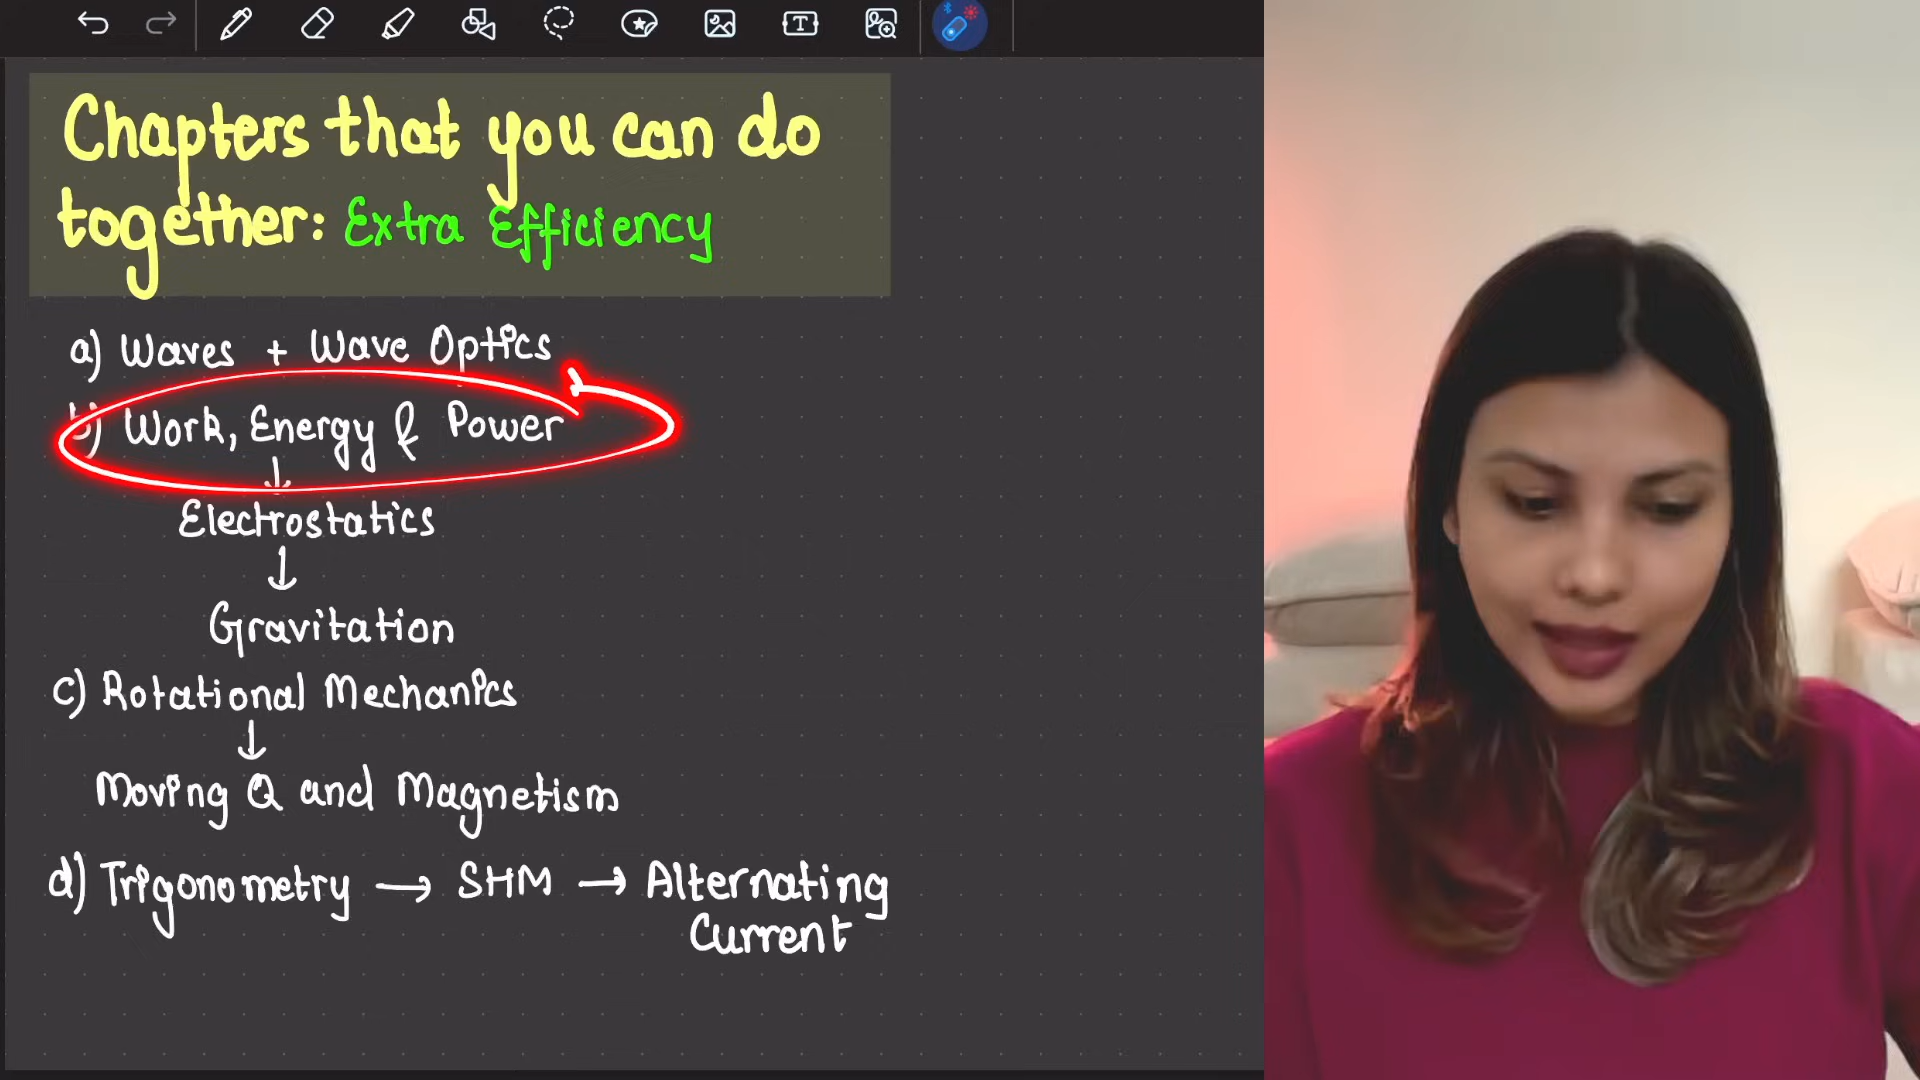 Chapters that you can do
together: Extra Efficiency
a) Waves + Wave Optics
b) Work, Energy & Power
↓
Electrostatics
↓
Gravitation
c) Rotational Mechanics
↓
Moving Q and Magnetism
d) Trigonometry → SHM → Alternating
Current